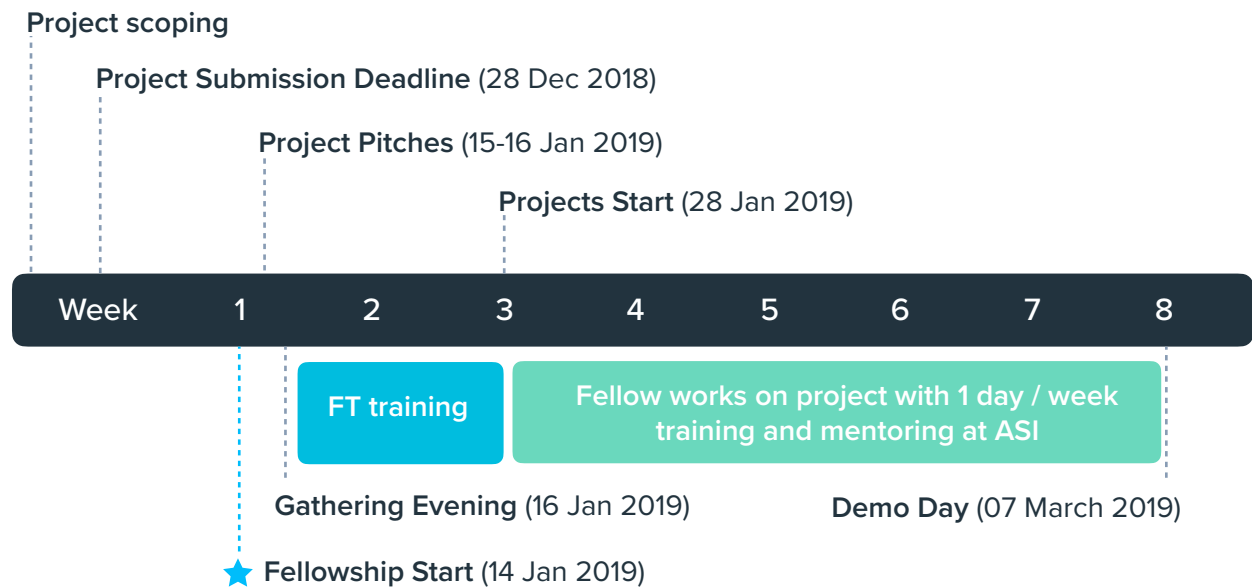 Project scoping
Project Submission Deadline (28 Dec 2018)
Project Pitches (15-16 Jan 2019)
Projects Start (28 Jan 2019)
Week 1 2 3 4 5 6 7 8
FT training
Fellow works on project with 1 day / week
training and mentoring at ASI
Gathering Evening (16 Jan 2019)
Demo Day (07 March 2019)
Fellowship Start (14 Jan 2019)